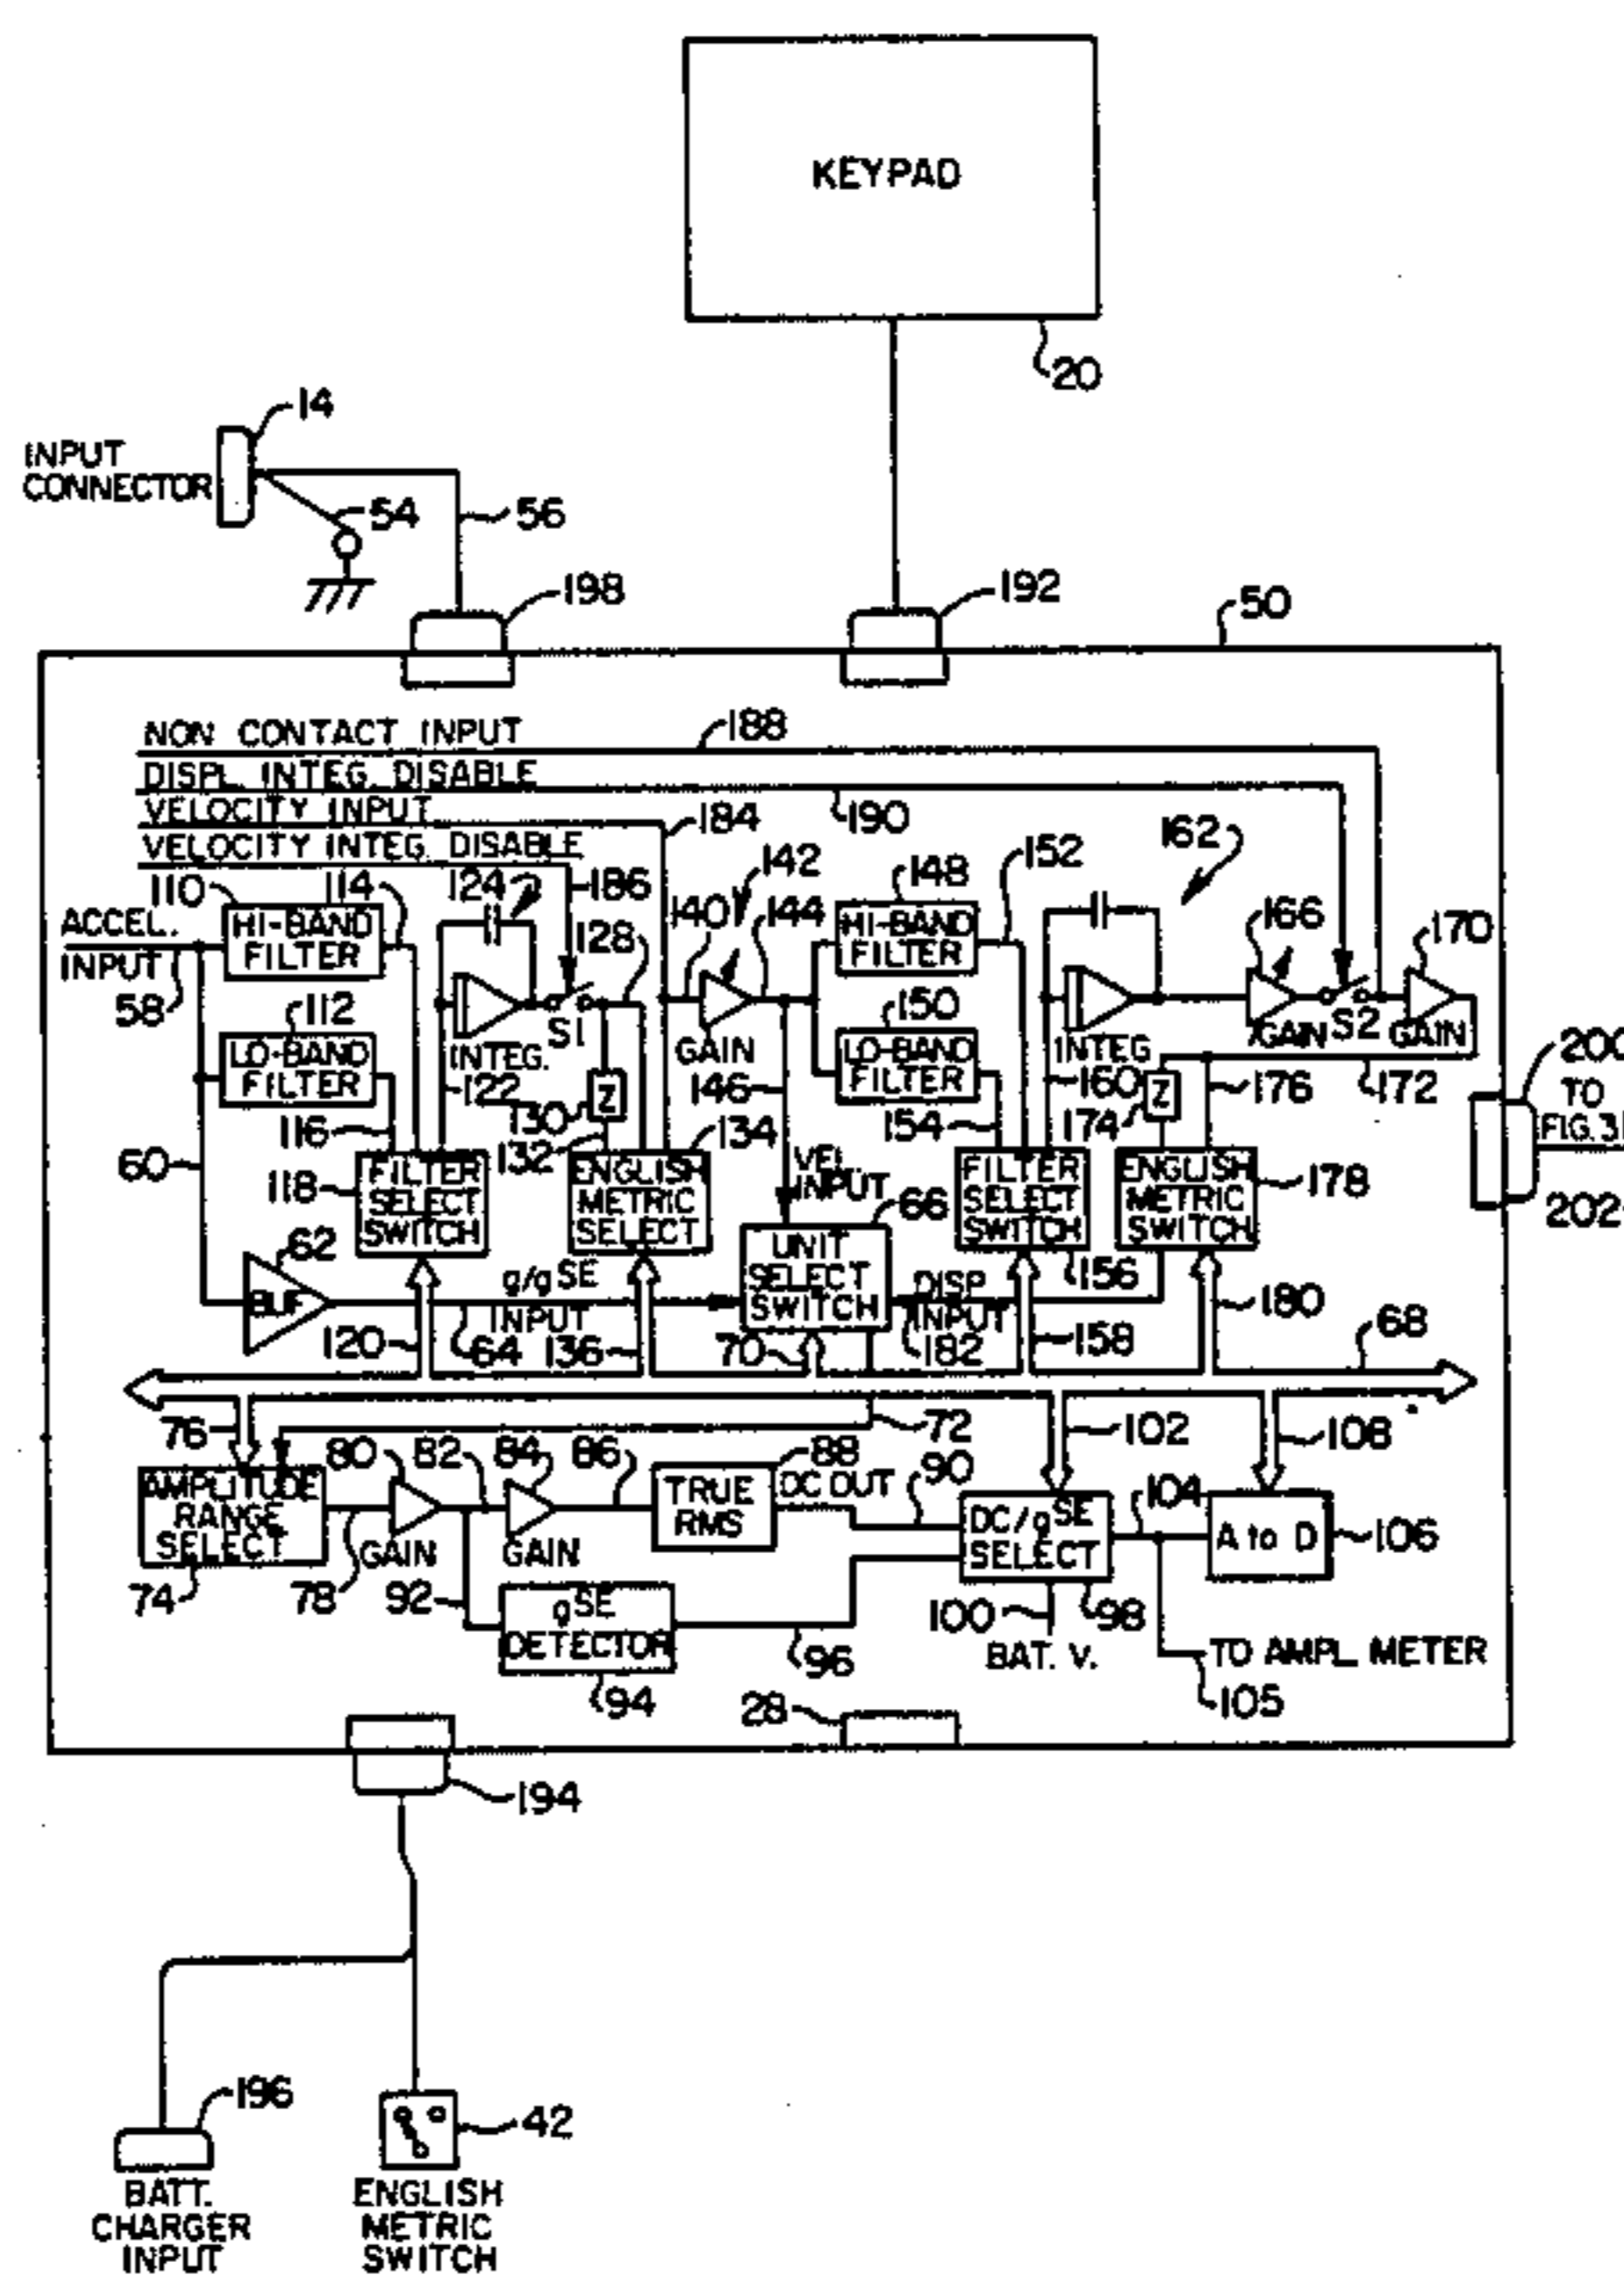 KEYPAD
20
14
INPUT
CONNECTOR
54
56
198
192
50
NON CONTACT INPUT
188
DISPL. INTEG. DISABLE
190
VELOCITY INPUT
184
VELOCITY INTEG. DISABLE
186
162
110
114
124
142
148
152
ACCEL.
INPUT
58
HI-BAND
FILTER
128
140
144
HI-BAND
FILTER
166
170
112
LO-BAND
FILTER
INTEG.
S1
GAIN
150
LO-BAND
FILTER
INTEG
GAIN
S2
GAIN
200
TO
FIG. 3
202
122
130
Z
146
160
174
Z
176
172
116
132
134
154
60
118
FILTER
SELECT
SWITCH
ENGLISH
METRIC
SELECT
VEL.
INPUT
66
FILTER
SELECT
SWITCH
156
ENGLISH
METRIC
SWITCH
178
62
BUF
g/gSE
INPUT
64
UNIT
SELECT
SWITCH
DISP
INPUT
182
120
136
70
158
180
68
76
72
102
108
80
82
84
86
88
DC OUT
90
104
AMPLITUDE
RANGE
SELECT
74
78
GAIN
GAIN
TRUE
RMS
DC/gSE
SELECT
A to D
106
92
gSE
DETECTOR
94
96
100
BAT. V.
98
TO AMPL METER
105
28
194
196
42
BATT.
CHARGER
INPUT
ENGLISH
METRIC
SWITCH